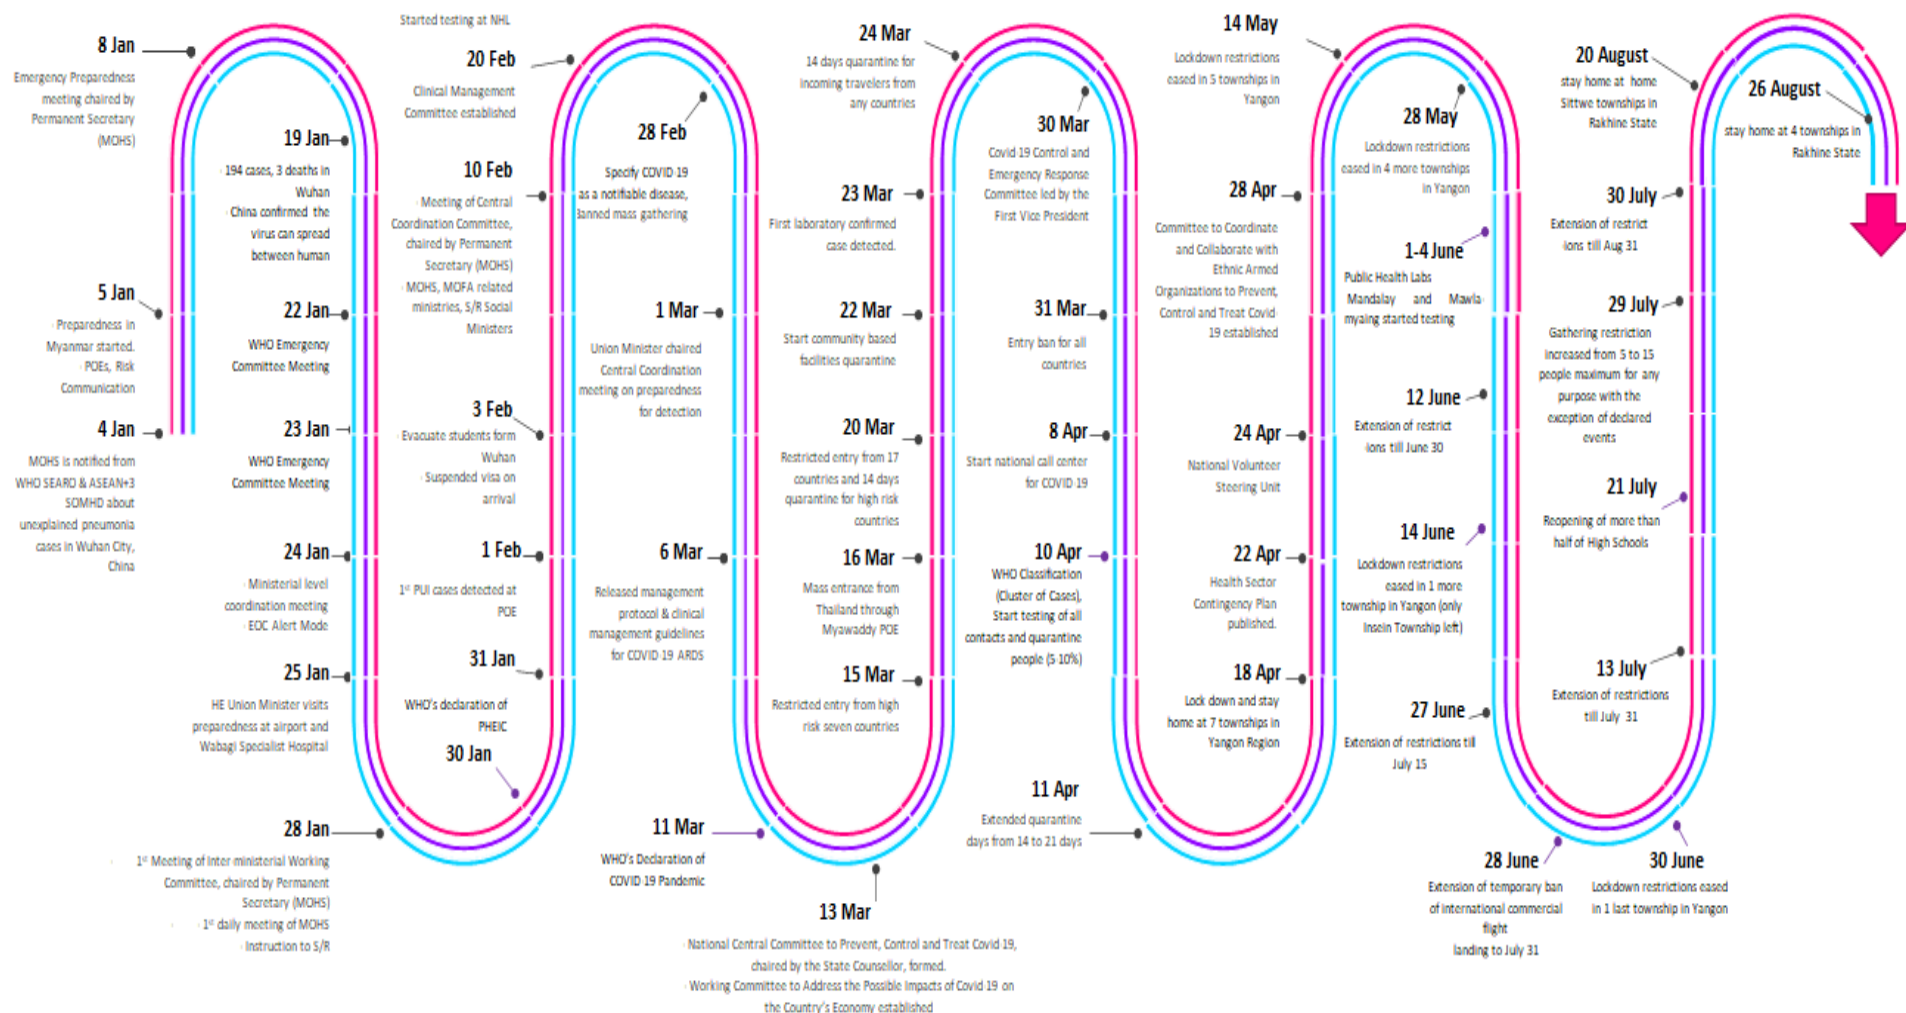 4 Jan
MOHS is notified from
WHO SEARO & ASEAN+3
SOMHD about
unexplained pneumonia
cases in Wuhan City,
China
5 Jan
· Preparedness in
Myanmar started.
· POEs, Risk
Communication
8 Jan
Emergency Preparedness
meeting chaired by
Permanent Secretary
(MOHS)
19 Jan
· 194 cases, 3 deaths in
Wuhan
· China confirmed the
virus can spread
between human
22 Jan
WHO Emergency
Committee Meeting
23 Jan
WHO Emergency
Committee Meeting
24 Jan
· Ministerial level
coordination meeting
· EOC Alert Mode
25 Jan
HE Union Minister visits
preparedness at airport and
Wabagi Specialist Hospital
28 Jan
· 1st Meeting of Inter ministerial Working
Committee, chaired by Permanent
Secretary (MOHS)
· 1st daily meeting of MOHS
· Instruction to S/R
30 Jan
WHO's declaration of
PHEIC
31 Jan
1st PUI cases detected at
POE
1 Feb
· Evacuate students form
Wuhan
· Suspended visa on
arrival
3 Feb
· Meeting of Central
Coordination Committee,
chaired by Permanent
Secretary (MOHS)
· MOHS, MOFA related
ministries, S/R Social
Ministers
10 Feb
Clinical Management
Committee established
20 Feb
Started testing at NHL
28 Feb
Specify COVID 19
as a notifiable disease,
Banned mass gathering
1 Mar
Union Minister chaired
Central Coordination
meeting on preparedness
for detection
6 Mar
Released management
protocol & clinical
management guidelines
for COVID 19 ARDS
11 Mar
WHO's Declaration of
COVID 19 Pandemic
13 Mar
· National Central Committee to Prevent, Control and Treat Covid 19,
chaired by the State Counsellor, formed.
· Working Committee to Address the Possible Impacts of Covid 19 on
the Country's Economy established
15 Mar
Restricted entry from high
risk seven countries
16 Mar
Mass entrance from
Thailand through
Myawaddy POE
20 Mar
Restricted entry from 17
countries and 14 days
quarantine for high risk
countries
22 Mar
Start community based
facilities quarantine
23 Mar
First laboratory confirmed
case detected.
24 Mar
14 days quarantine for
incoming travelers from
any countries
30 Mar
Covid 19 Control and
Emergency Response
Committee led by the
First Vice President
31 Mar
Entry ban for all
countries
8 Apr
Start national call center
for COVID 19
10 Apr
WHO Classification
(Cluster of Cases),
Start testing of all
contacts and quarantine
people (5 10%)
11 Apr
Extended quarantine
days from 14 to 21 days
18 Apr
Lock down and stay
home at 7 townships in
Yangon Region
22 Apr
Health Sector
Contingency Plan
published.
24 Apr
National Volunteer
Steering Unit
28 Apr
Committee to Coordinate
and Collaborate with
Ethnic Armed
Organizations to Prevent,
Control and Treat Covid
19 established
14 May
Lockdown restrictions
eased in 5 townships in
Yangon
28 May
Lockdown restrictions
eased in 4 more townships
in Yangon
1-4 June
Public Health Labs
Mandalay and Mawla
myaing started testing
12 June
Extension of restrict
ions till June 30
14 June
Lockdown restrictions
eased in 1 more
township in Yangon (only
Insein Township left)
27 June
Extension of restrictions till
July 15
28 June
Extension of temporary ban
of international commercial
flight
landing to July 31
30 June
Lockdown restrictions eased
in 1 last township in Yangon
13 July
Extension of restrictions
till July 31
21 July
Reopening of more than
half of High Schools
29 July
Gathering restriction
increased from 5 to 15
people maximum for any
purpose with the
exception of declared
events
30 July
Extension of restrict
ions till Aug 31
20 August
stay home at home
Sittwe townships in
Rakhine State
26 August
stay home at 4 townships in
Rakhine State